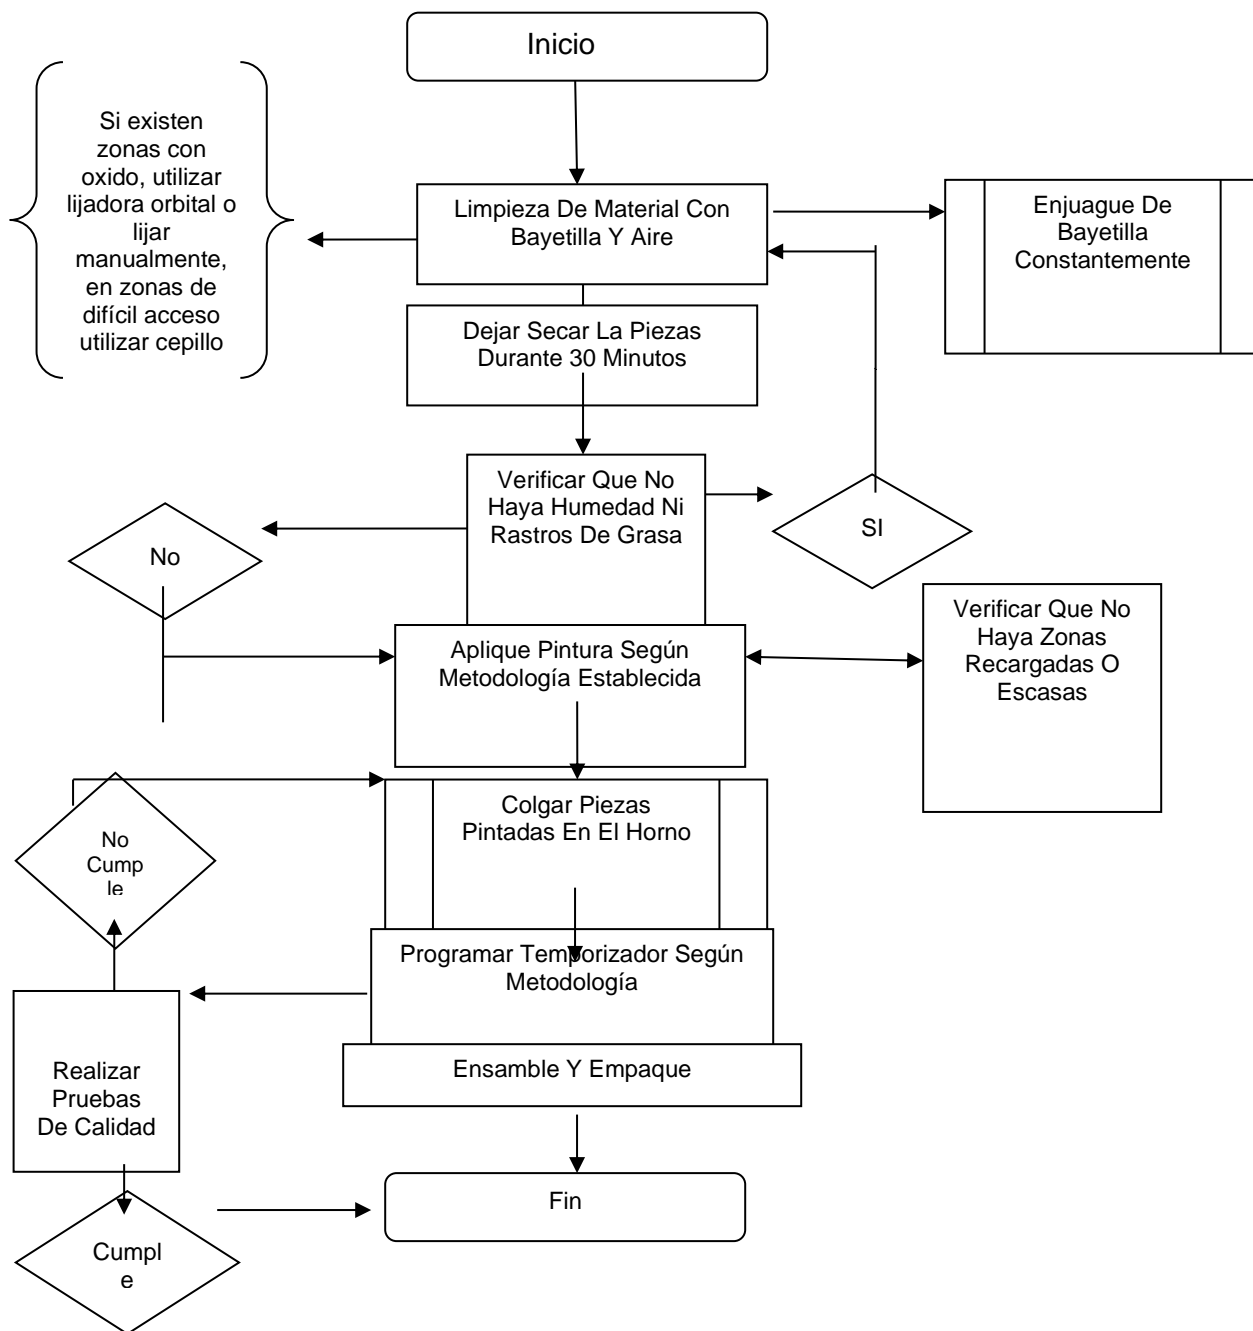 Inicio
Si existen
zonas con
oxido, utilizar
lijadora orbital o
lijar
manualmente,
en zonas de
difícil acceso
utilizar cepillo
Limpieza De Material Con
Bayetilla Y Aire
Enjuague De
Bayetilla
Constantemente
Dejar Secar La Piezas
Durante 30 Minutos
Verificar Que No
Haya Humedad Ni
Rastros De Grasa
SI
No
Verificar Que No
Haya Zonas
Recargadas O
Escasas
Aplique Pintura Según
Metodología Establecida
Colgar Piezas
Pintadas En El Horno
No
Cump
le
Programar Temporizador Según
Metodología
Realizar
Pruebas
De Calidad
Ensamble Y Empaque
Fin
Cumpl
e